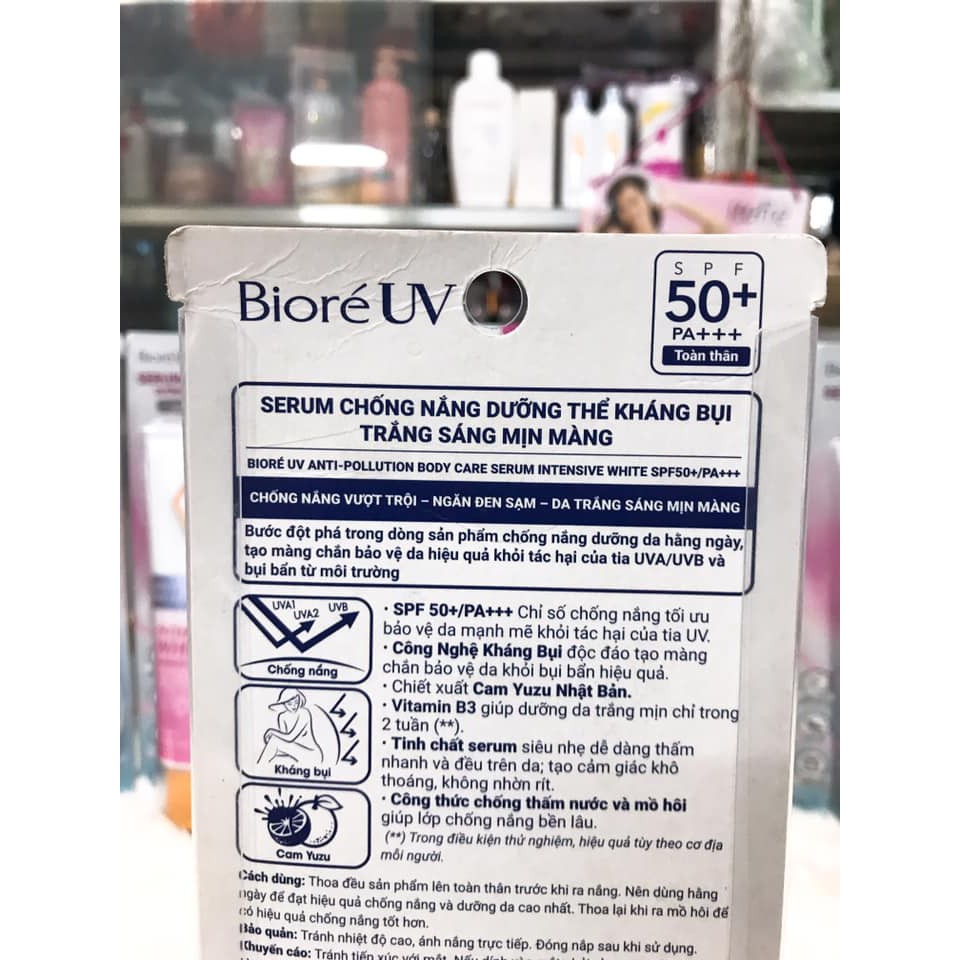 Bioré UV
SPF
50+
PA+++
Toàn thân
SERUM CHỐNG NẮNG DƯỠNG THỂ KHÁNG BỤI
TRẮNG SÁNG MỊN MÀNG
BIORÉ UV ANTI-POLLUTION BODY CARE SERUM INTENSIVE WHITE SPF50+/PA+++
CHỐNG NẮNG VƯỢT TRỘI – NGĂN ĐEN SẠM – DA TRẮNG SÁNG MỊN MÀNG
Bước đột phá trong dòng sản phẩm chống nắng dưỡng da hằng ngày,
tạo màng chắn bảo vệ da hiệu quả khỏi tác hại của tia UVA/UVB và
bụi bẩn từ môi trường
UVA1 UVA2 UVB
Chống nắng
· SPF 50+/PA+++ Chỉ số chống nắng tối ưu
bảo vệ da mạnh mẽ khỏi tác hại của tia UV.
· Công Nghệ Kháng Bụi độc đáo tạo màng
chắn bảo vệ da khỏi bụi bẩn hiệu quả.
· Chiết xuất Cam Yuzu Nhật Bản.
· Vitamin B3 giúp dưỡng da trắng mịn chỉ trong
2 tuần (**).
Kháng bụi
· Tinh chất serum siêu nhẹ dễ dàng thấm
nhanh và đều trên da; tạo cảm giác khô
thoáng, không nhờn rít.
· Công thức chống thấm nước và mồ hôi
giúp lớp chống nắng bền lâu.
(**) Trong điều kiện thử nghiệm, hiệu quả tùy theo cơ địa
mỗi người.
Cam Yuzu
Cách dùng: Thoa đều sản phẩm lên toàn thân trước khi ra nắng. Nên dùng hằng
ngày để đạt hiệu quả chống nắng và dưỡng da cao nhất. Thoa lại khi ra mồ hôi để
có hiệu quả chống nắng tốt hơn.
Bảo quản: Tránh nhiệt độ cao, ánh nắng trực tiếp. Đóng nắp sau khi sử dụng.
Khuyến cáo: Tránh tiếp xúc với mắt.